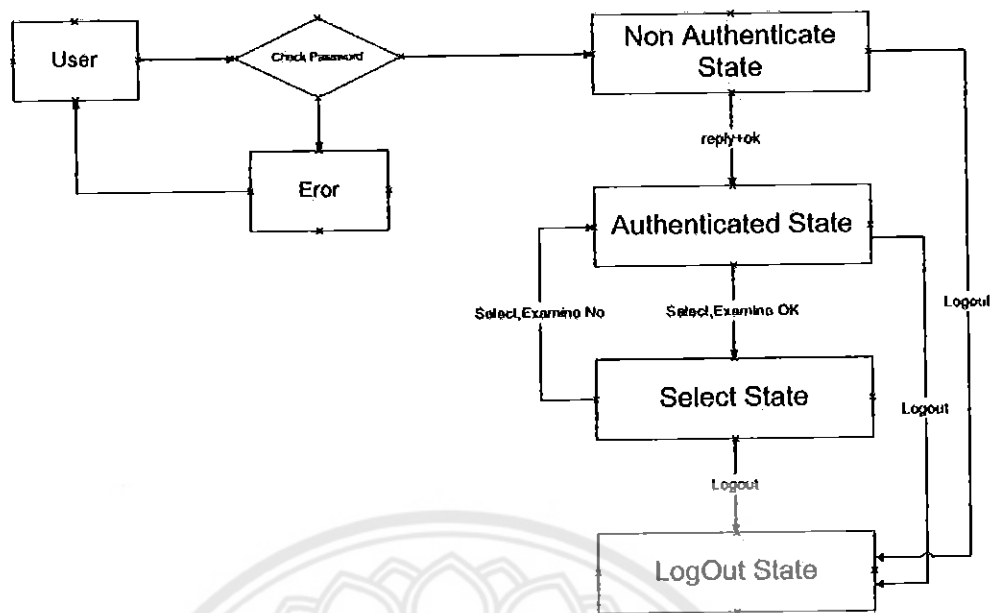 User
Check Password
Non Authenticate
State
reply+ok
Eror
Authenticated State
Select,Examine No
Select,Examine OK
Logout
Select State
Logout
Logout
LogOut State